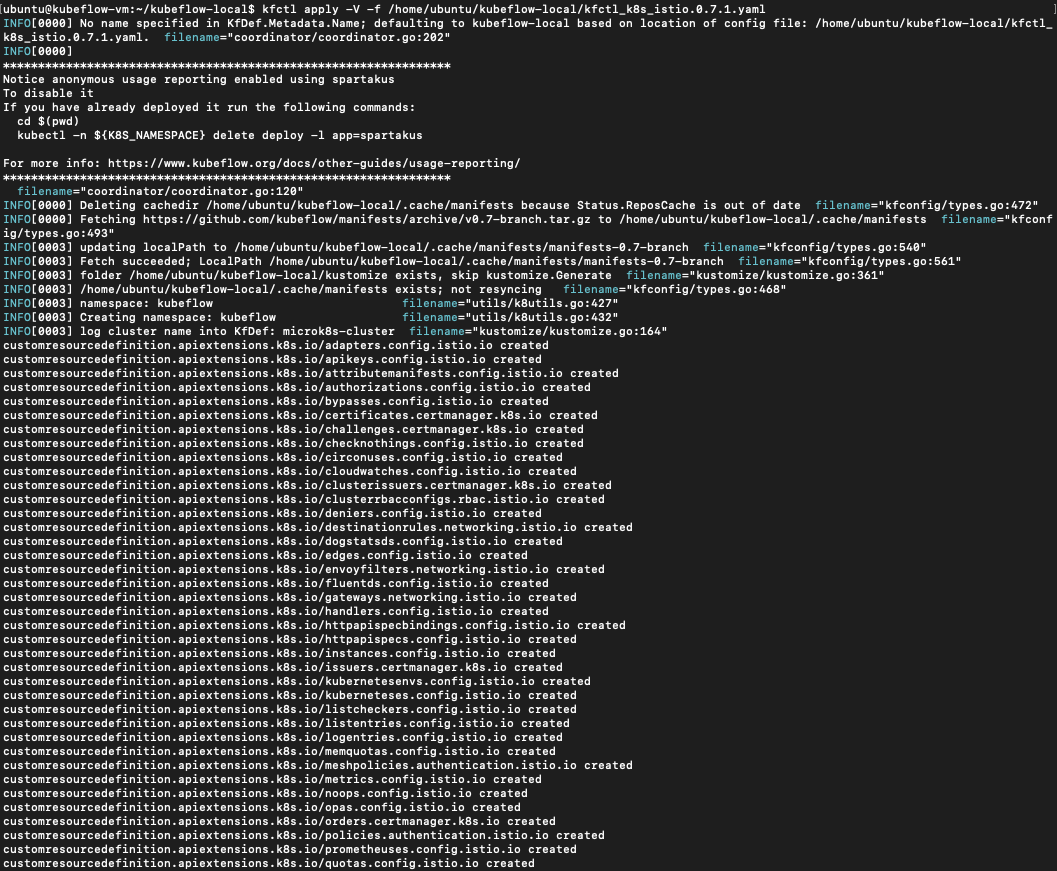 [ubuntu@kubeflow-vm:~/kubeflow-local$ kfctl apply -V -f /home/ubuntu/kubeflow-local/kfctl_k8s_istio.0.7.1.yaml ]
INFO[0000] No name specified in KfDef.Metadata.Name; defaulting to kubeflow-local based on location of config file: /home/ubuntu/kubeflow-local/kfctl_
k8s_istio.0.7.1.yaml.  filename="coordinator/coordinator.go:202"
INFO[0000]
****************************************************************
Notice anonymous usage reporting enabled using spartakus
To disable it
If you have already deployed it run the following commands:
  cd $(pwd)
  kubectl -n ${K8S_NAMESPACE} delete deploy -l app=spartakus

For more info: https://www.kubeflow.org/docs/other-guides/usage-reporting/
****************************************************************
  filename="coordinator/coordinator.go:120"
INFO[0000] Deleting cachedir /home/ubuntu/kubeflow-local/.cache/manifests because Status.ReposCache is out of date  filename="kfconfig/types.go:472"
INFO[0000] Fetching https://github.com/kubeflow/manifests/archive/v0.7-branch.tar.gz to /home/ubuntu/kubeflow-local/.cache/manifests  filename="kfconf
ig/types.go:493"
INFO[0003] updating localPath to /home/ubuntu/kubeflow-local/.cache/manifests/manifests-0.7-branch  filename="kfconfig/types.go:540"
INFO[0003] Fetch succeeded; LocalPath /home/ubuntu/kubeflow-local/.cache/manifests/manifests-0.7-branch  filename="kfconfig/types.go:561"
INFO[0003] folder /home/ubuntu/kubeflow-local/kustomize exists, skip kustomize.Generate  filename="kustomize/kustomize.go:361"
INFO[0003] /home/ubuntu/kubeflow-local/.cache/manifests exists; not resyncing   filename="kfconfig/types.go:468"
INFO[0003] namespace: kubeflow                           filename="utils/k8utils.go:427"
INFO[0003] Creating namespace: kubeflow                  filename="utils/k8utils.go:432"
INFO[0003] log cluster name into KfDef: microk8s-cluster  filename="kustomize/kustomize.go:164"
customresourcedefinition.apiextensions.k8s.io/adapters.config.istio.io created
customresourcedefinition.apiextensions.k8s.io/apikeys.config.istio.io created
customresourcedefinition.apiextensions.k8s.io/attributemanifests.config.istio.io created
customresourcedefinition.apiextensions.k8s.io/authorizations.config.istio.io created
customresourcedefinition.apiextensions.k8s.io/bypasses.config.istio.io created
customresourcedefinition.apiextensions.k8s.io/certificates.certmanager.k8s.io created
customresourcedefinition.apiextensions.k8s.io/challenges.certmanager.k8s.io created
customresourcedefinition.apiextensions.k8s.io/checknothings.config.istio.io created
customresourcedefinition.apiextensions.k8s.io/circonuses.config.istio.io created
customresourcedefinition.apiextensions.k8s.io/cloudwatches.config.istio.io created
customresourcedefinition.apiextensions.k8s.io/clusterissuers.certmanager.k8s.io created
customresourcedefinition.apiextensions.k8s.io/clusterrbacconfigs.rbac.istio.io created
customresourcedefinition.apiextensions.k8s.io/deniers.config.istio.io created
customresourcedefinition.apiextensions.k8s.io/destinationrules.networking.istio.io created
customresourcedefinition.apiextensions.k8s.io/dogstatsds.config.istio.io created
customresourcedefinition.apiextensions.k8s.io/edges.config.istio.io created
customresourcedefinition.apiextensions.k8s.io/envoyfilters.networking.istio.io created
customresourcedefinition.apiextensions.k8s.io/fluentds.config.istio.io created
customresourcedefinition.apiextensions.k8s.io/gateways.networking.istio.io created
customresourcedefinition.apiextensions.k8s.io/handlers.config.istio.io created
customresourcedefinition.apiextensions.k8s.io/httpapispecbindings.config.istio.io created
customresourcedefinition.apiextensions.k8s.io/httpapispecs.config.istio.io created
customresourcedefinition.apiextensions.k8s.io/instances.config.istio.io created
customresourcedefinition.apiextensions.k8s.io/issuers.certmanager.k8s.io created
customresourcedefinition.apiextensions.k8s.io/kubernetesenvs.config.istio.io created
customresourcedefinition.apiextensions.k8s.io/kuberneteses.config.istio.io created
customresourcedefinition.apiextensions.k8s.io/listcheckers.config.istio.io created
customresourcedefinition.apiextensions.k8s.io/listentries.config.istio.io created
customresourcedefinition.apiextensions.k8s.io/logentries.config.istio.io created
customresourcedefinition.apiextensions.k8s.io/memquotas.config.istio.io created
customresourcedefinition.apiextensions.k8s.io/meshpolicies.authentication.istio.io created
customresourcedefinition.apiextensions.k8s.io/metrics.config.istio.io created
customresourcedefinition.apiextensions.k8s.io/noops.config.istio.io created
customresourcedefinition.apiextensions.k8s.io/opas.config.istio.io created
customresourcedefinition.apiextensions.k8s.io/orders.certmanager.k8s.io created
customresourcedefinition.apiextensions.k8s.io/policies.authentication.istio.io created
customresourcedefinition.apiextensions.k8s.io/prometheuses.config.istio.io created
customresourcedefinition.apiextensions.k8s.io/quotas.config.istio.io created